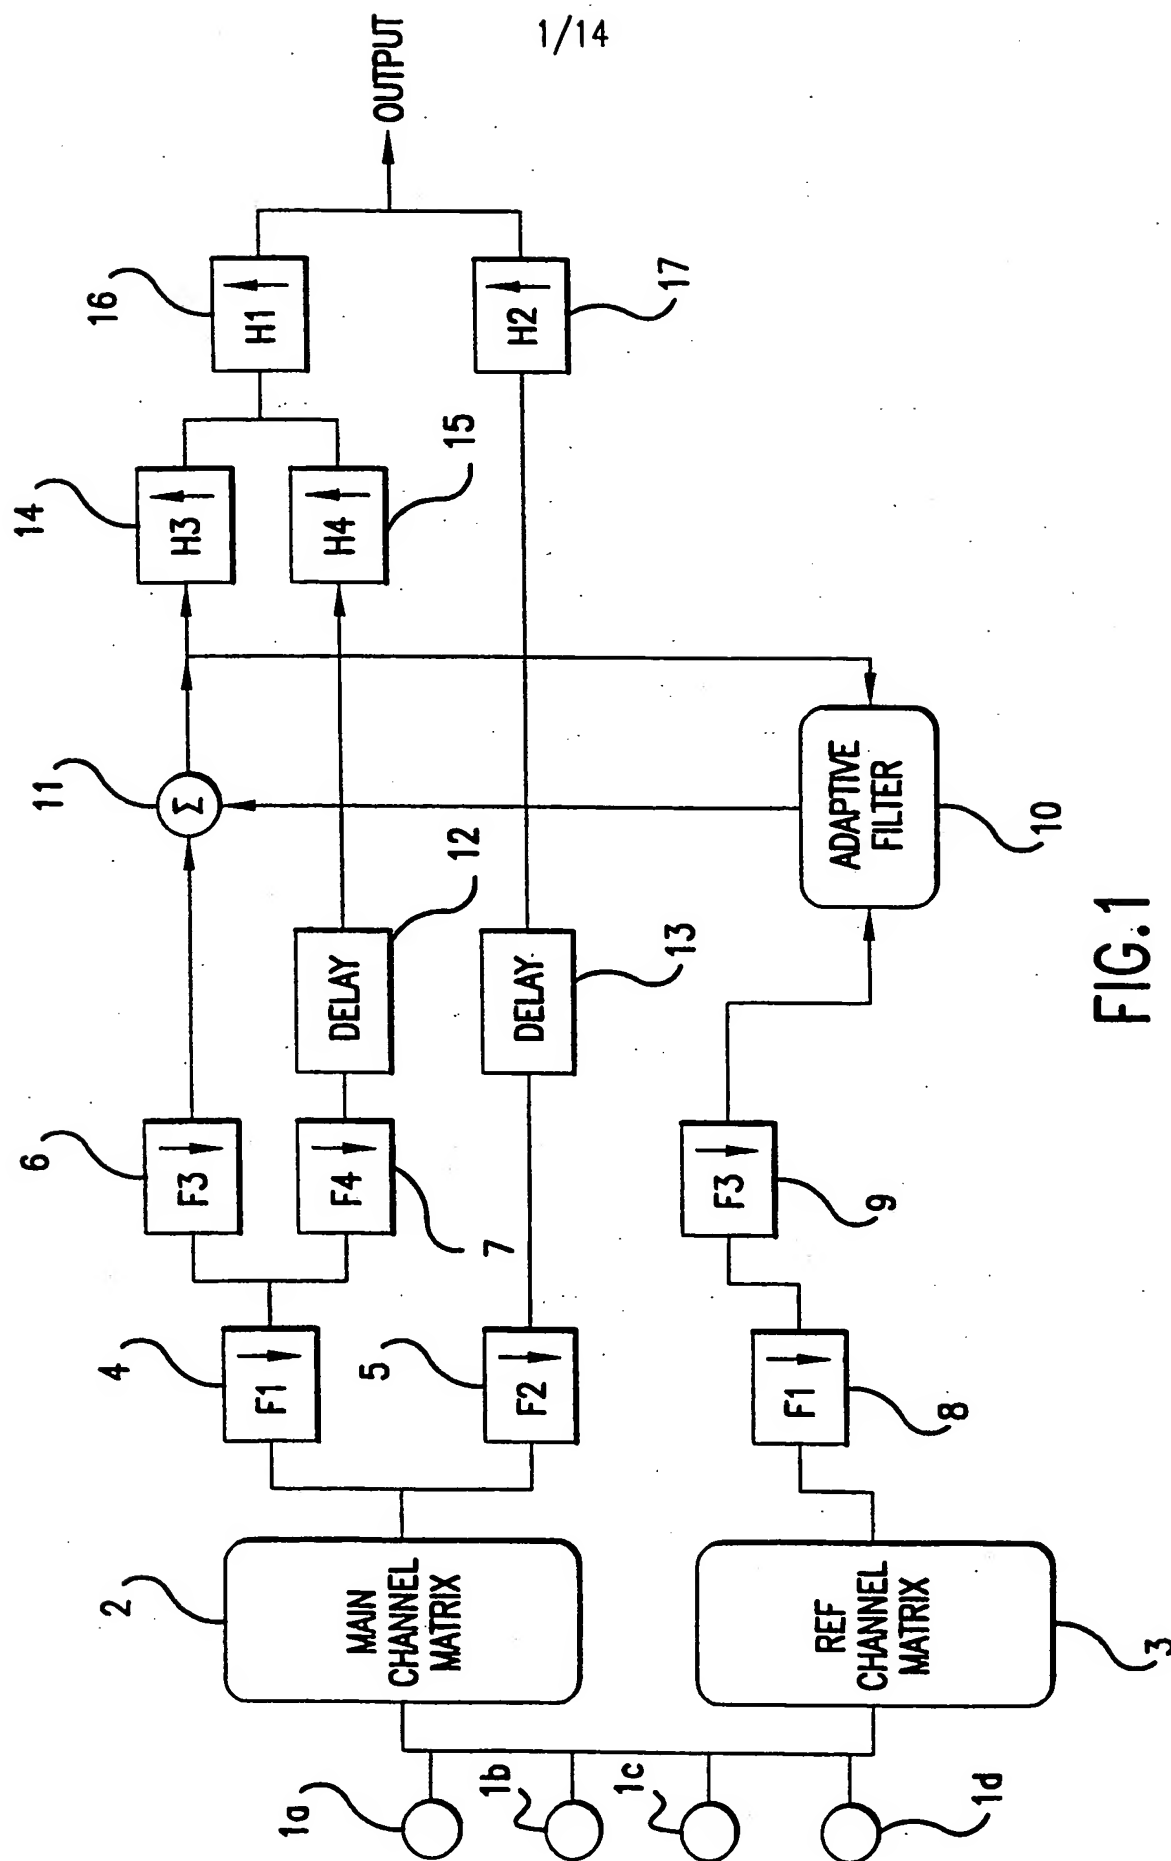 1/14
1a
1b
1c
1d
2
MAIN
CHANNEL
MATRIX
3
REF
CHANNEL
MATRIX
4
F1
5
F2
6
F3
7
F4
8
F1
9
F3
12
DELAY
13
DELAY
11
Σ
10
ADAPTIVE
FILTER
14
H3
15
H4
16
H1
17
H2
OUTPUT
FIG.1